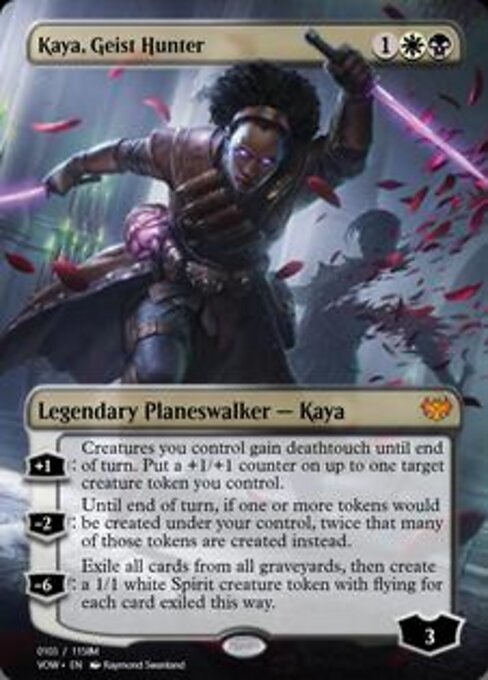 Kaya, Geist Hunter 1
Legendary Planeswalker — Kaya
+1: Creatures you control gain deathtouch until end
of turn. Put a +1/+1 counter on up to one target
creature token you control.
−2: Until end of turn, if one or more tokens would
be created under your control, twice that many
of those tokens are created instead.
−6: Exile all cards from all graveyards, then create
a 1/1 white Spirit creature token with flying for
each card exiled this way.
3
VOW • EN Raymond Swanland